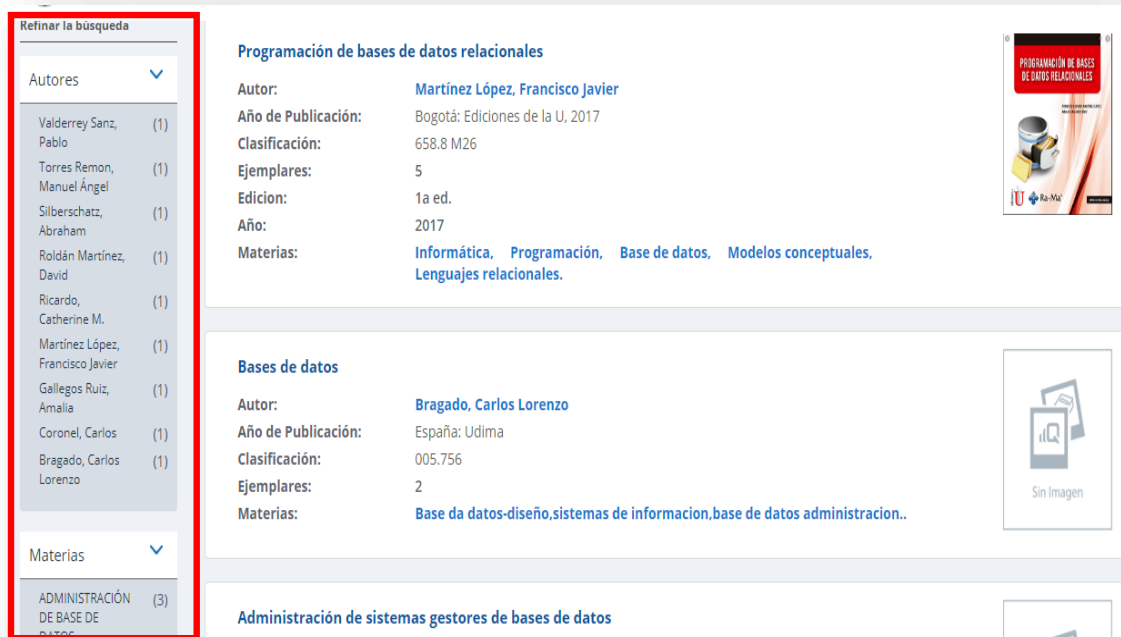 Refinar la búsqueda
Autores
Valderrey Sanz, (1)
Pablo
Torres Remon, (1)
Manuel Ángel
Silberschatz, (1)
Abraham
Roldán Martínez, (1)
David
Ricardo, (1)
Catherine M.
Martínez López, (1)
Francisco Javier
Gallegos Ruiz, (1)
Amalia
Coronel, Carlos (1)
Bragado, Carlos (1)
Lorenzo
Materias
ADMINISTRACIÓN (3)
DE BASE DE
DATOS
Programación de bases de datos relacionales
Autor: Martínez López, Francisco Javier
Año de Publicación: Bogotá: Ediciones de la U, 2017
Clasificación: 658.8 M26
Ejemplares: 5
Edicion: 1a ed.
Año: 2017
Materias: Informática, Programación, Base de datos, Modelos conceptuales,
Lenguajes relacionales.
PROGRAMACIÓN DE BASES
DE DATOS RELACIONALES
U Ra-Ma
Bases de datos
Autor: Bragado, Carlos Lorenzo
Año de Publicación: España: Udima
Clasificación: 005.756
Ejemplares: 2
Materias: Base da datos-diseño,sistemas de informacion,base de datos administracion..
Sin Imagen
Administración de sistemas gestores de bases de datos